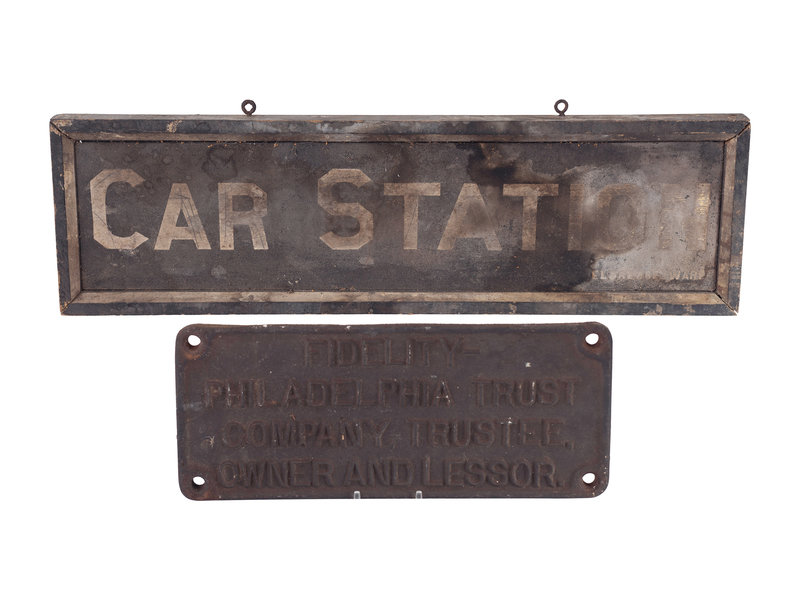 CAR STATION
FIDELITY-
PHILADELPHIA TRUST
COMPANY, TRUSTEE,
OWNER AND LESSOR.